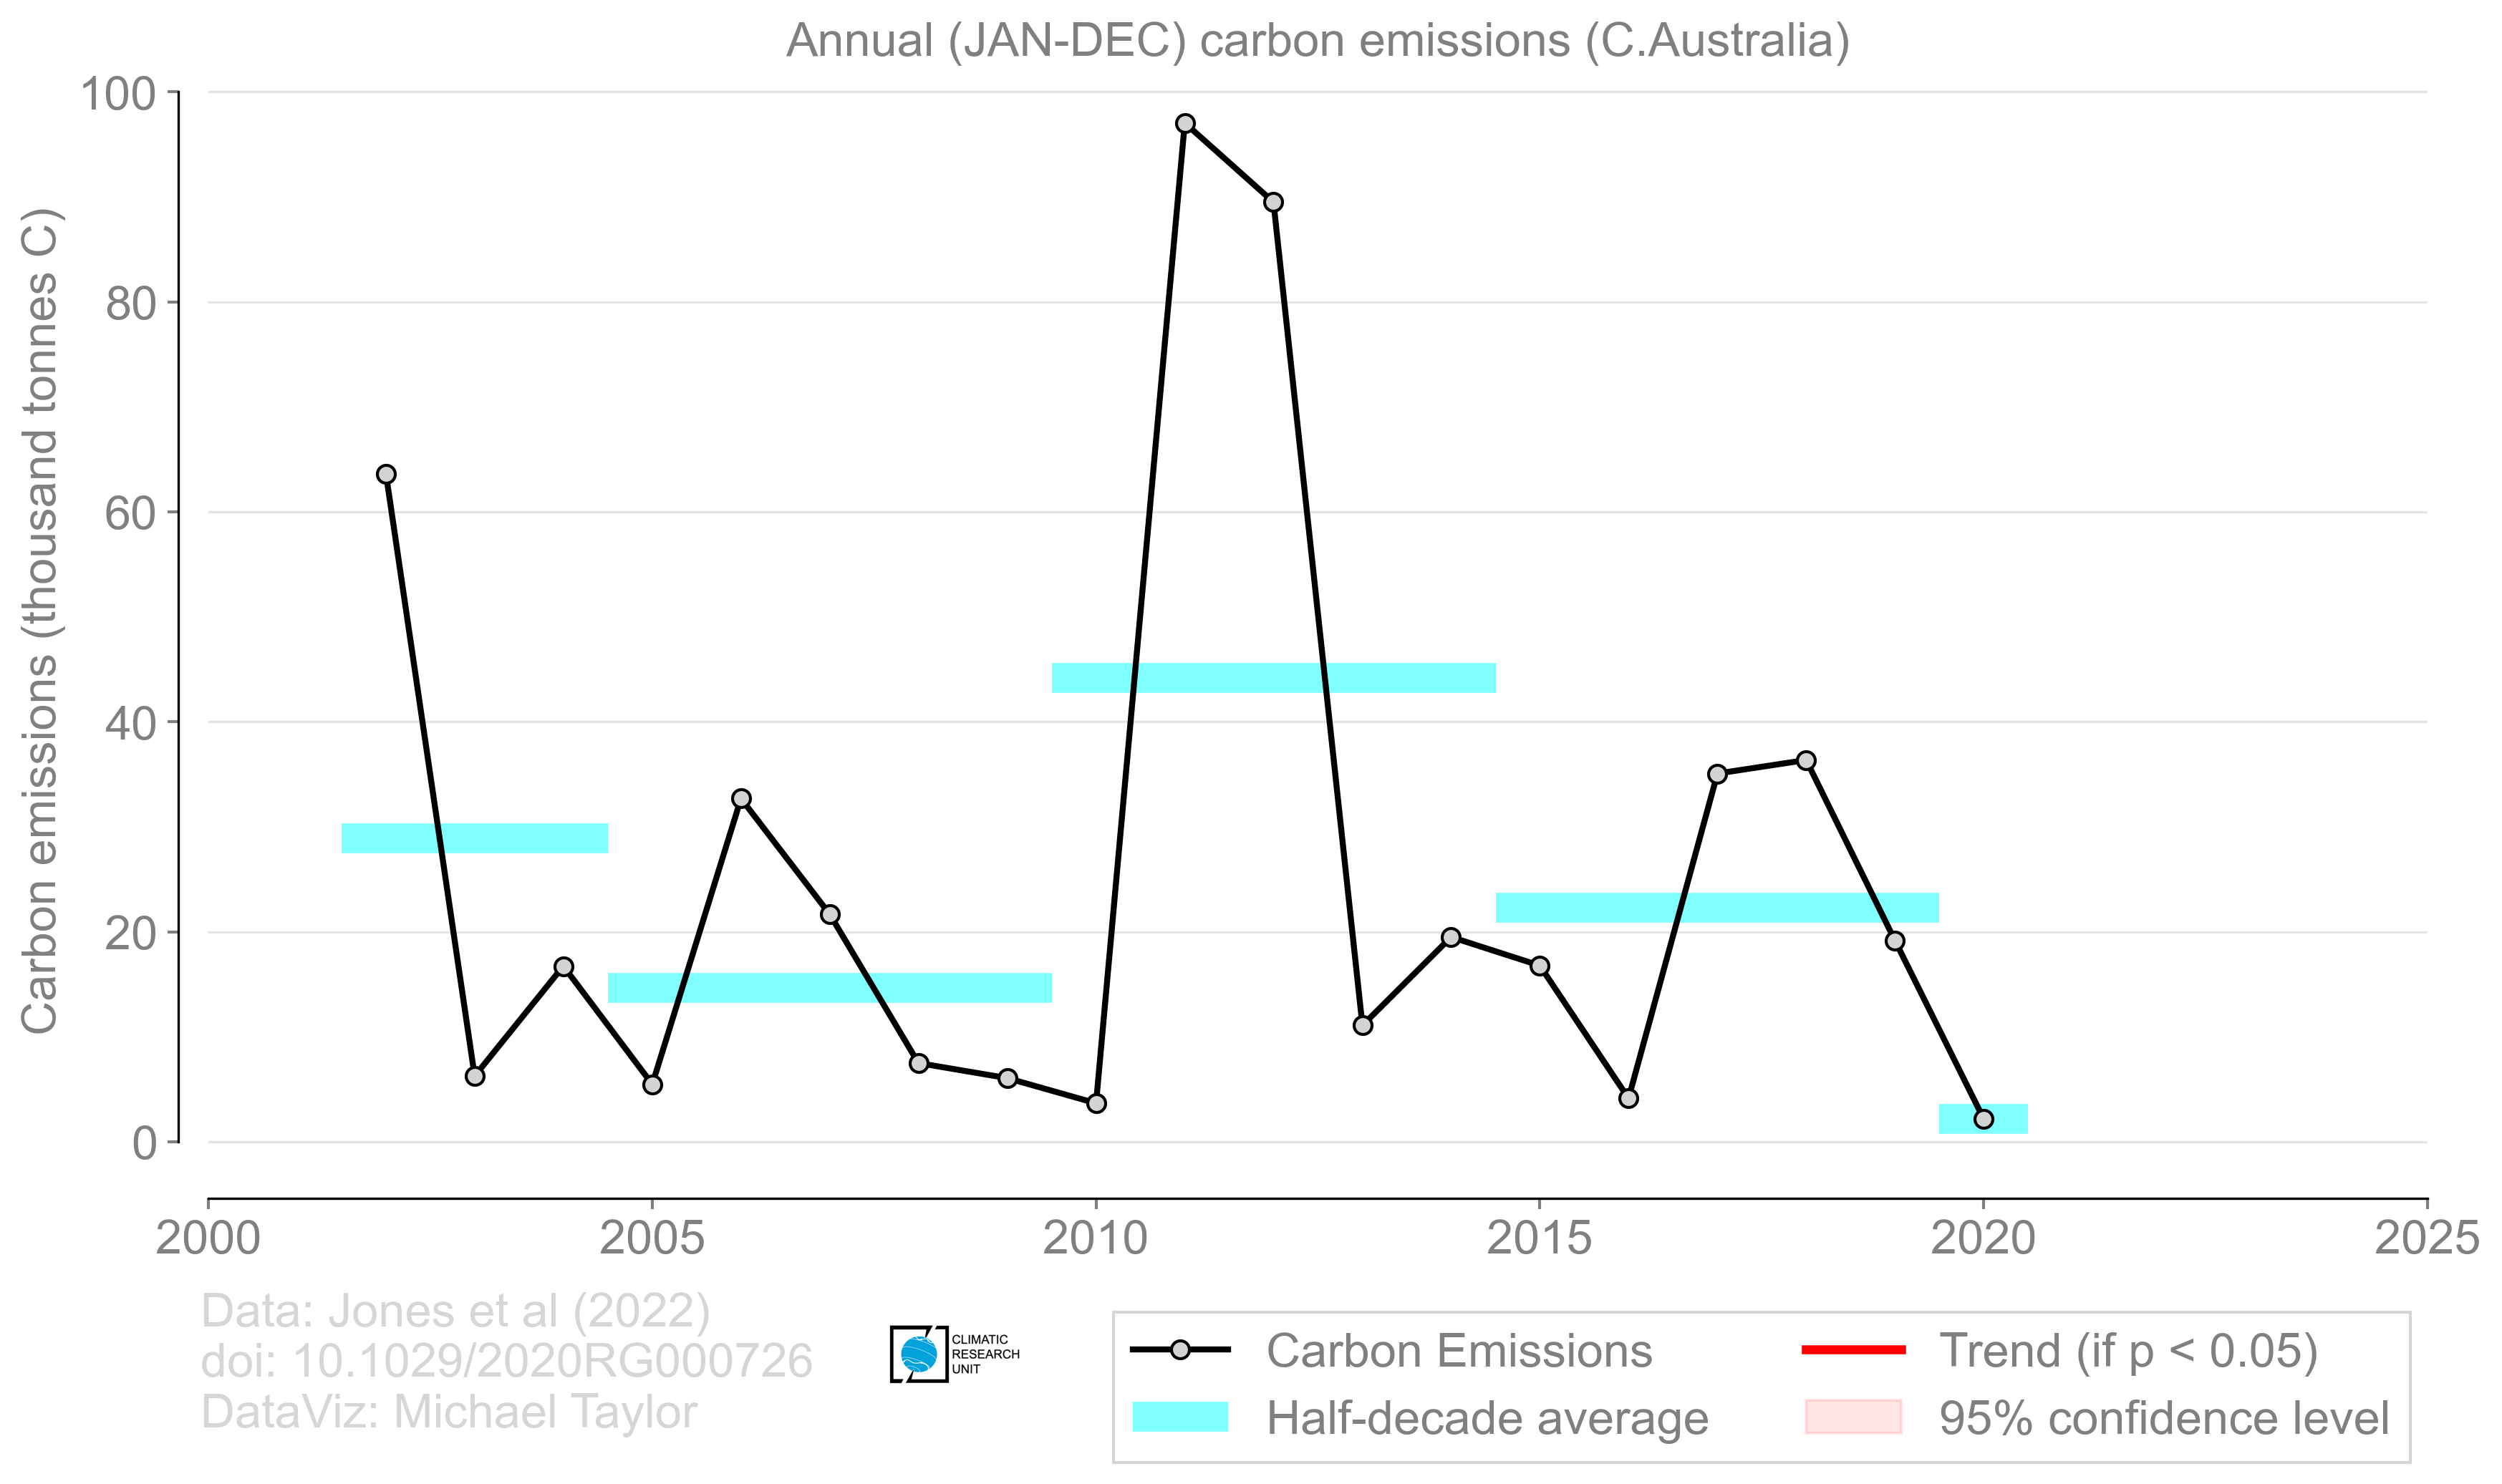 Annual (JAN-DEC) carbon emissions (C.Australia)
Carbon emissions (thousand tonnes C)
100
80
60
40
20
0
2000
2005
2010
2015
2020
2025
Data: Jones et al (2022)
doi: 10.1029/2020RG000726
DataViz: Michael Taylor
CLIMATIC
RESEARCH
UNIT
Carbon Emissions
Half-decade average
Trend (if p < 0.05)
95% confidence level